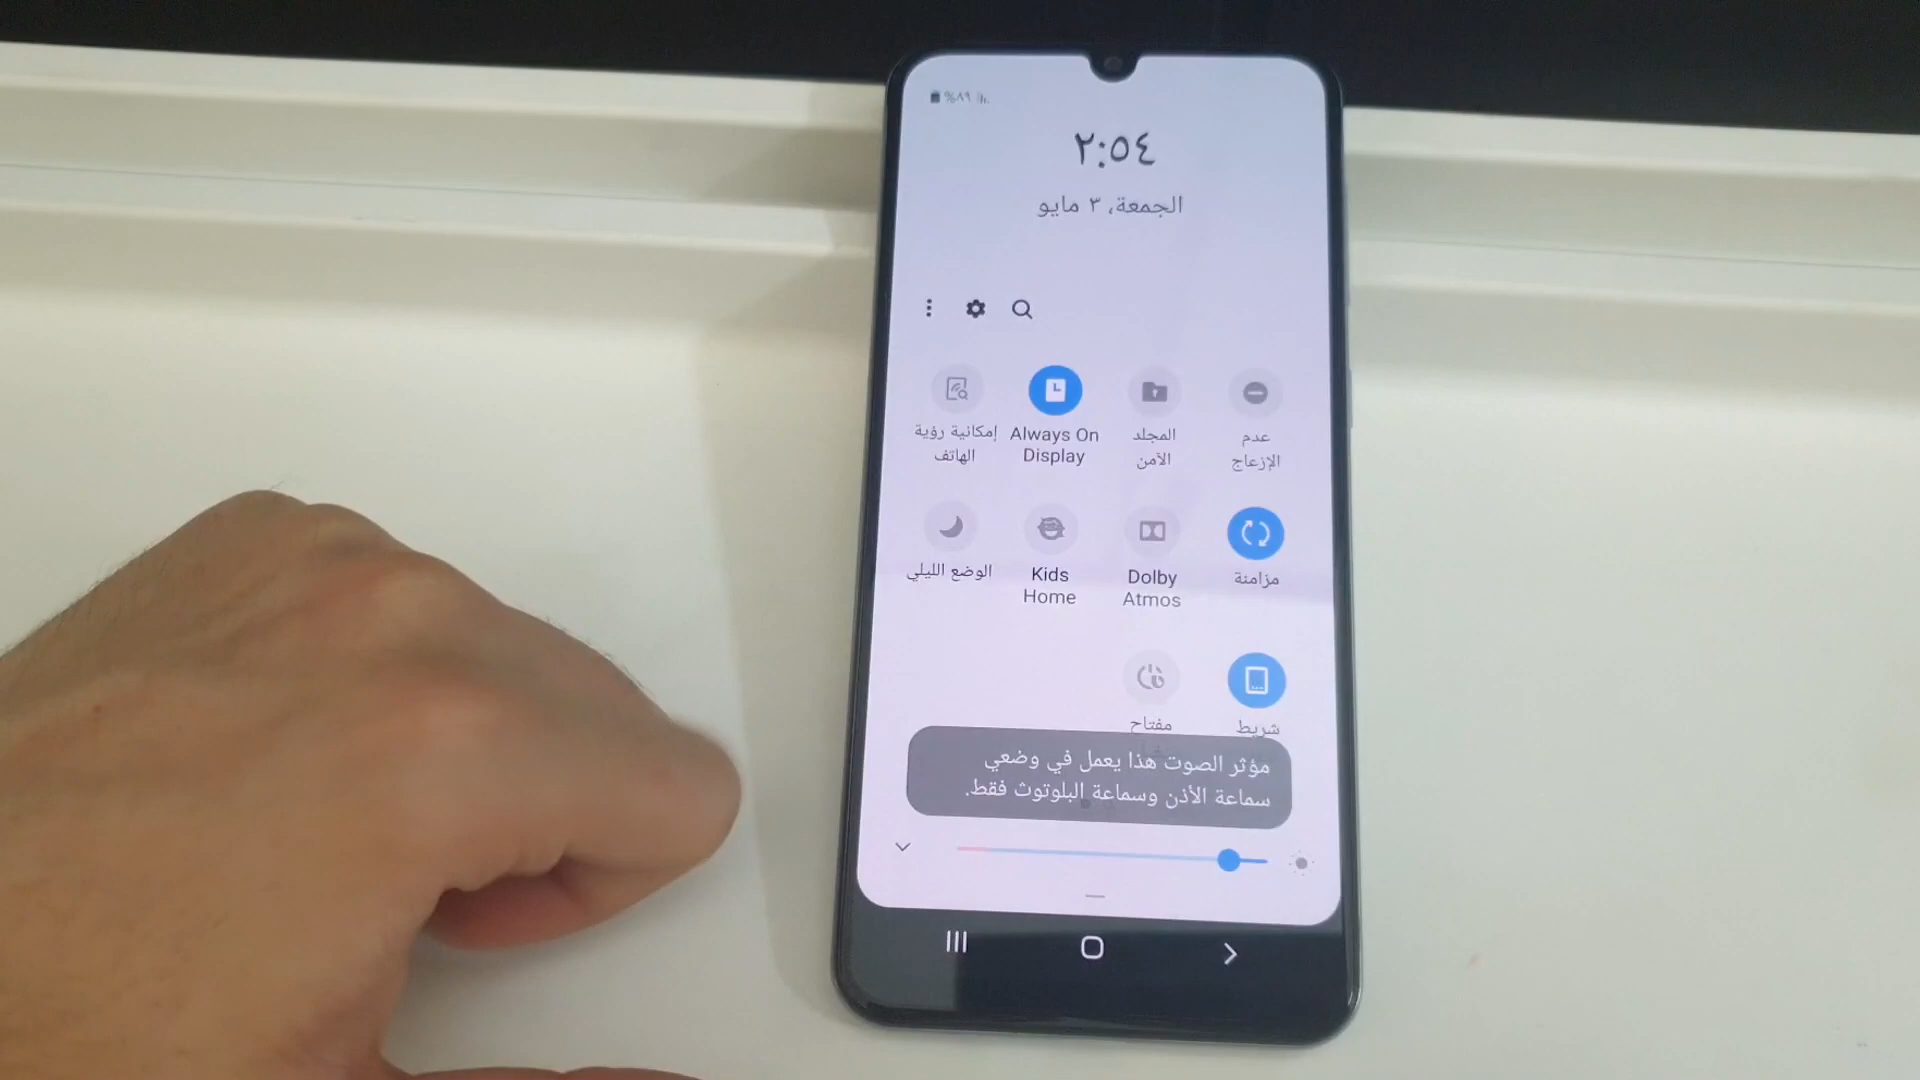 %٨٩
٢:٥٤
الجمعة، ٣ مايو
عدم
الإزعاج
المجلد
الآمن
Always On
Display
إمكانية رؤية
الهاتف
مزامنة
Dolby
Atmos
Kids
Home
الوضع الليلي
شريط
مفتاح
مؤثر الصوت هذا يعمل في وضعي
سماعة الأذن وسماعة البلوتوث فقط.